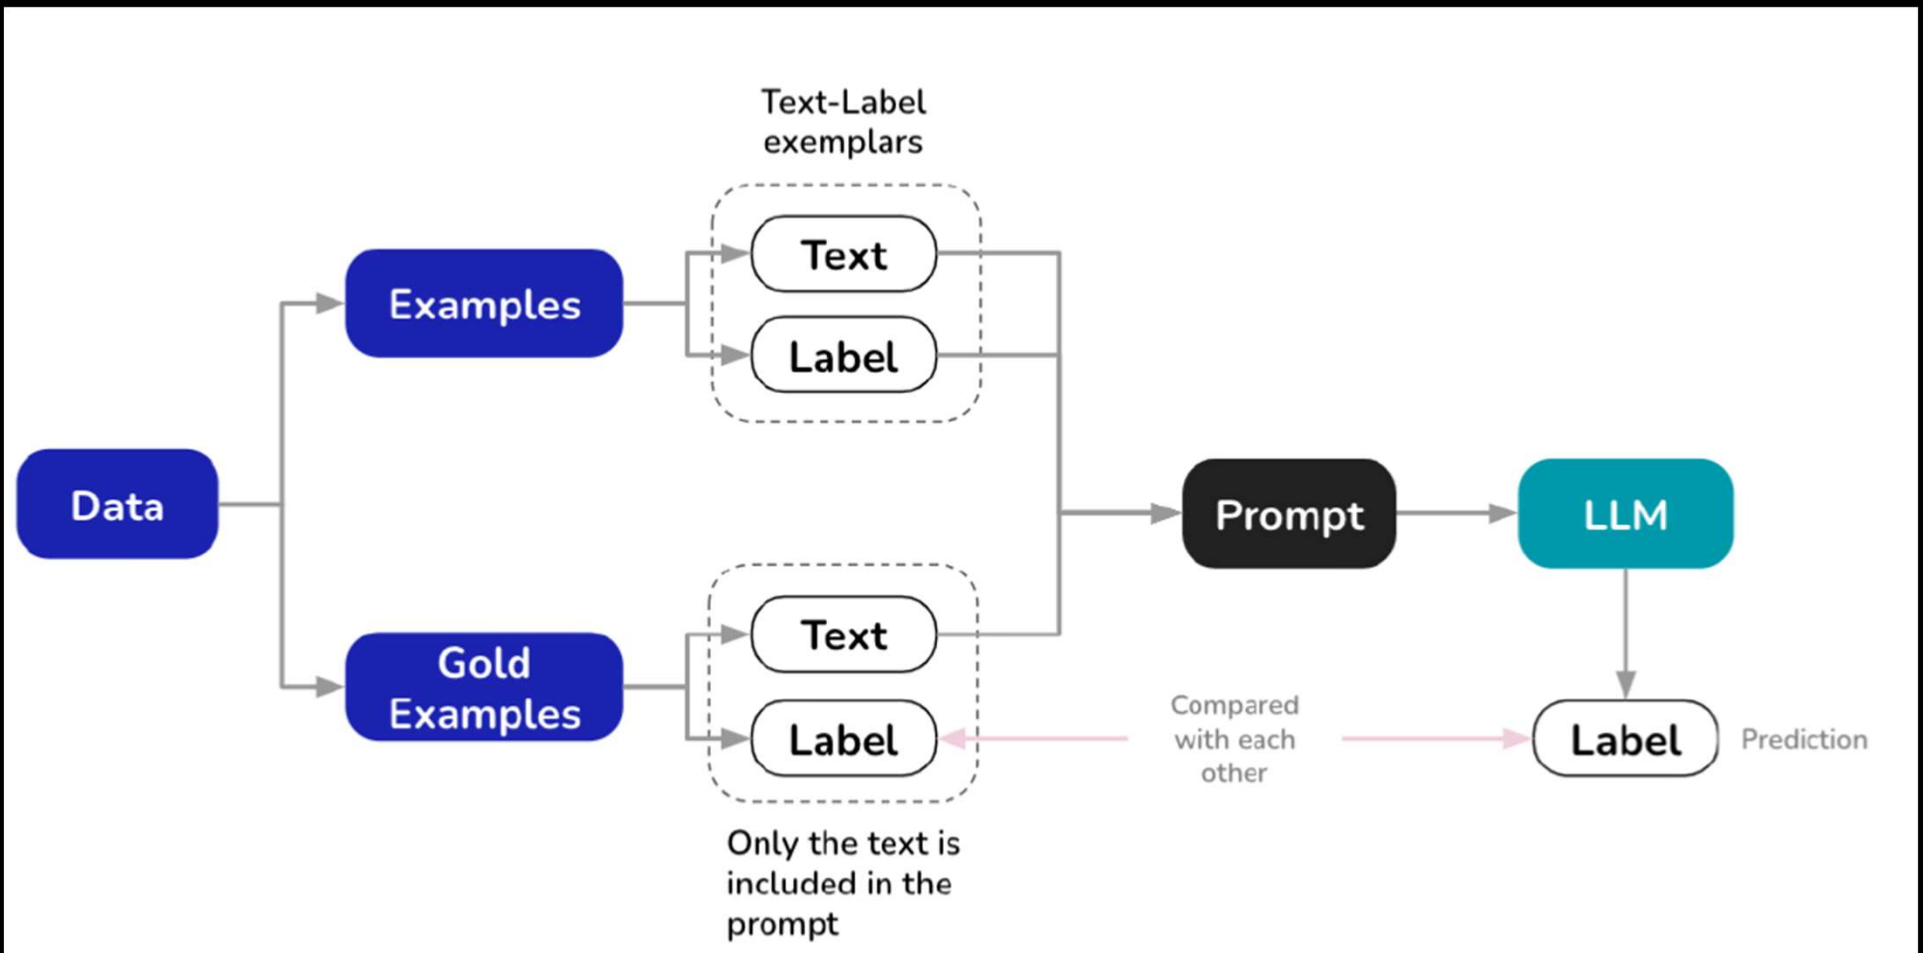 Text-Label
exemplars
Text
Examples
Label
Data
Prompt
LLM
Text
Gold
Examples
Label
Compared
with each
other
Label
Prediction
Only the text is
included in the
prompt